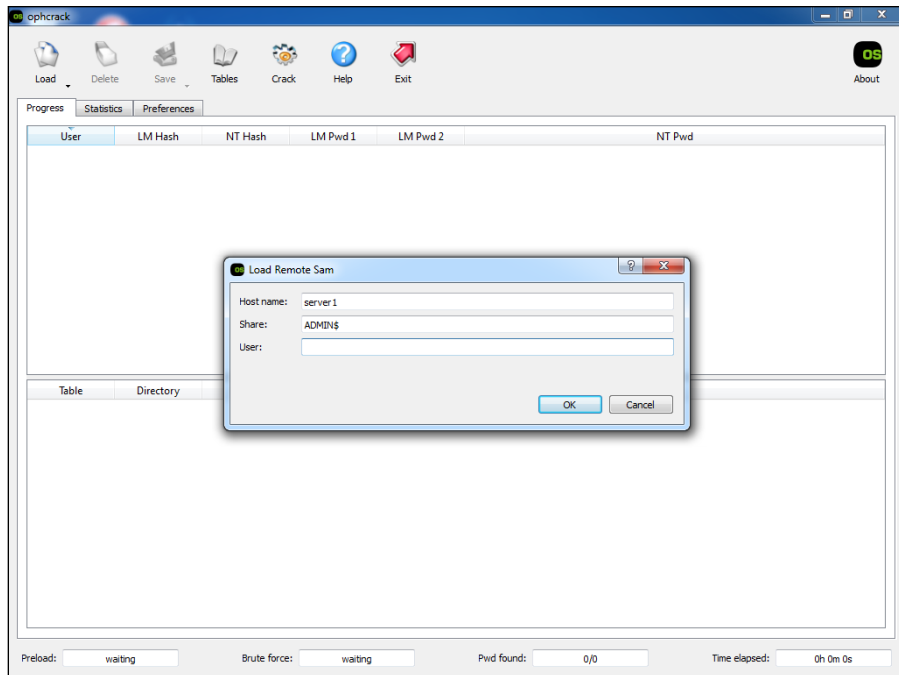 os ophcrack
Load Delete Save Tables Crack Help Exit
OS
About
Progress Statistics Preferences
User LM Hash NT Hash LM Pwd 1 LM Pwd 2 NT Pwd
OS Load Remote Sam
?
X
Host name: server1
Share: ADMIN$
User:
OK Cancel
Table Directory
Preload: waiting Brute force: waiting Pwd found: 0/0 Time elapsed: 0h 0m 0s